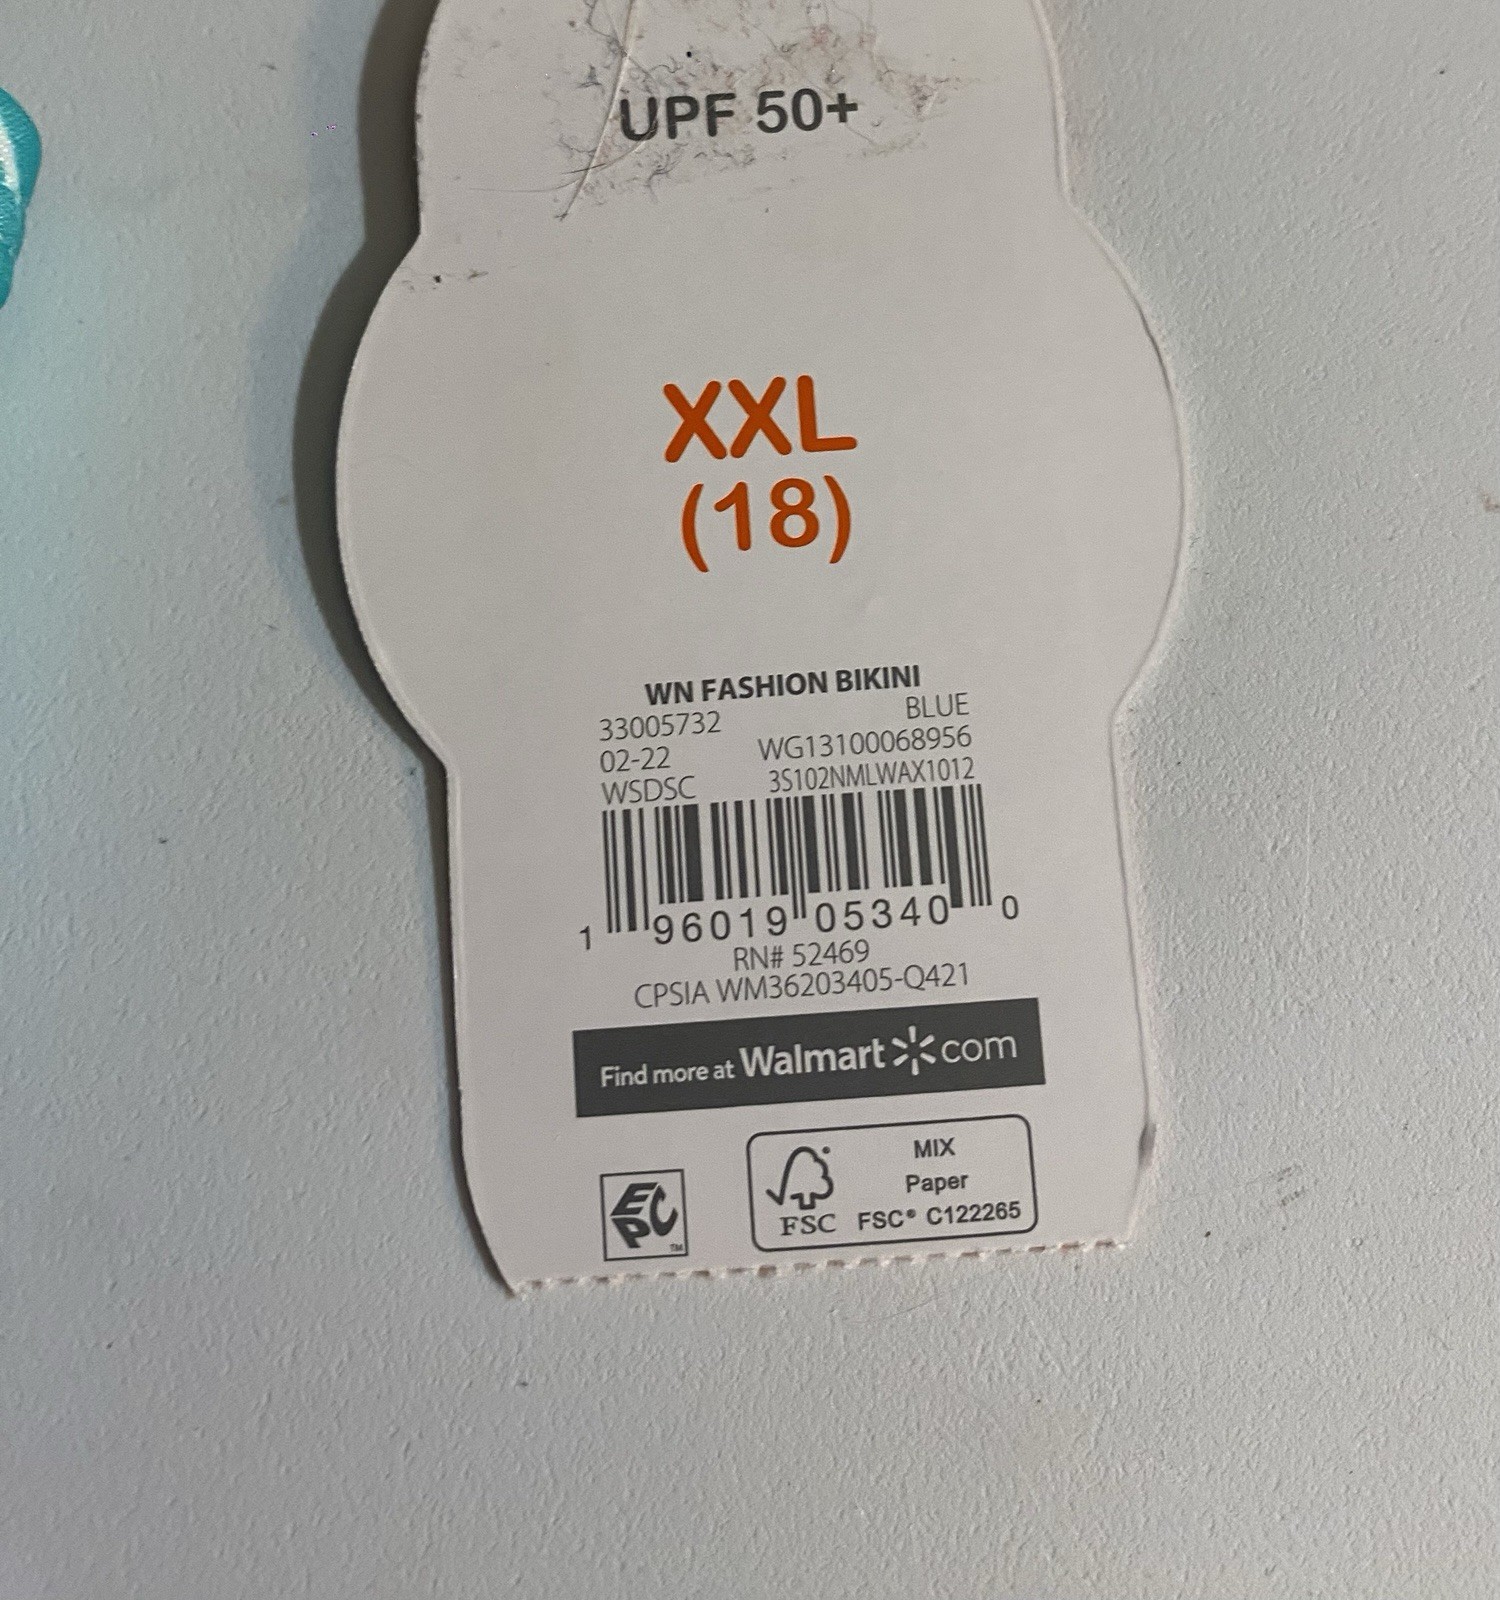 UPF 50+
XXL
(18)
WN FASHION BIKINI
33005732 BLUE
02-22 WG13100068956
WSDSC 3S102NMLWAX1012
1 96019 05340 0
RN# 52469
CPSIA WM36203405-Q421
Find more at Walmart com
EPC™
FSC
MIX
Paper
FSC® C122265